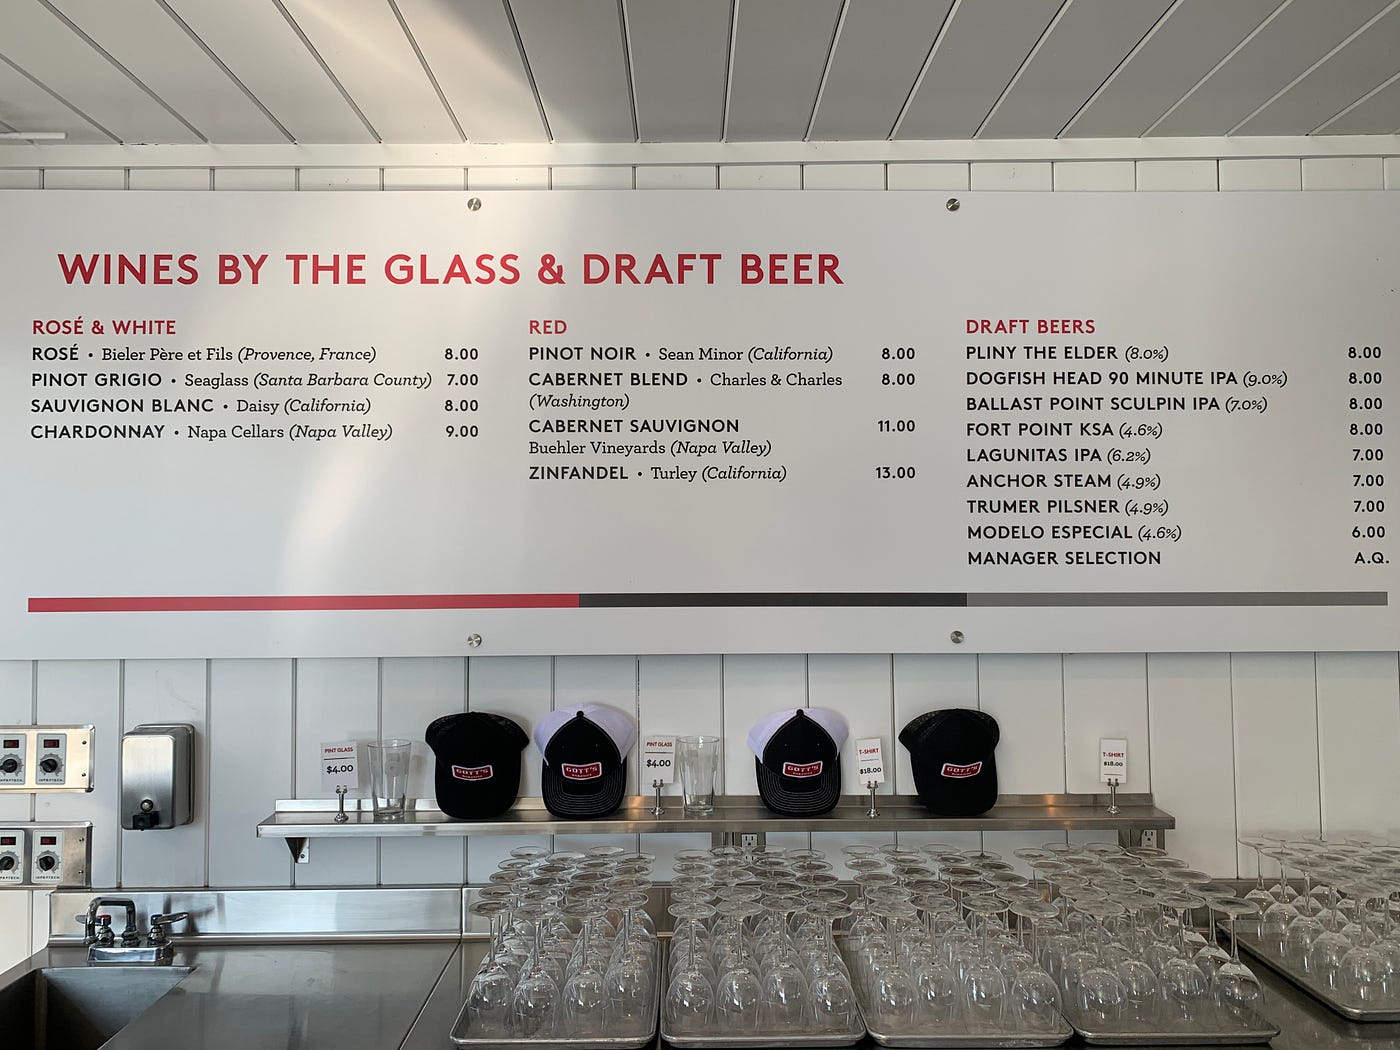 WINES BY THE GLASS & DRAFT BEER
ROSÉ & WHITE
ROSÉ • Bieler Père et Fils (Provence, France) 8.00
PINOT GRIGIO • Seaglass (Santa Barbara County) 7.00
SAUVIGNON BLANC • Daisy (California) 8.00
CHARDONNAY • Napa Cellars (Napa Valley) 9.00
RED
PINOT NOIR • Sean Minor (California) 8.00
CABERNET BLEND • Charles & Charles 8.00
(Washington)
CABERNET SAUVIGNON 11.00
Buehler Vineyards (Napa Valley)
ZINFANDEL • Turley (California) 13.00
DRAFT BEERS
PLINY THE ELDER (8.0%) 8.00
DOGFISH HEAD 90 MINUTE IPA (9.0%) 8.00
BALLAST POINT SCULPIN IPA (7.0%) 8.00
FORT POINT KSA (4.6%) 8.00
LAGUNITAS IPA (6.2%) 7.00
ANCHOR STEAM (4.9%) 7.00
TRUMER PILSNER (4.9%) 7.00
MODELO ESPECIAL (4.6%) 6.00
MANAGER SELECTION A.Q.
PINT GLASS
$4.00
GOTT'S
GOTT'S
PINT GLASS
$4.00
GOTT'S
T-SHIRT
$18.00
GOTT'S
T-SHIRT
$18.00